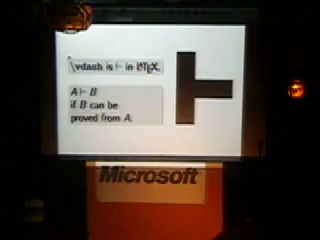 \vdash is ⊢ in LATEX.
A ⊢ B
if B can be
proved from A.
⊢
Microsoft